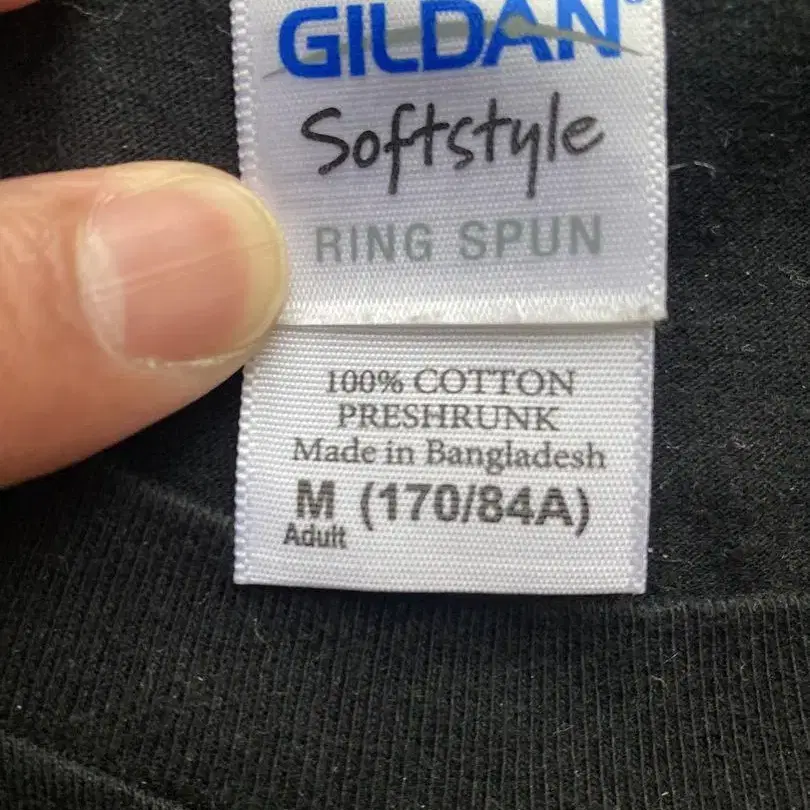 GILDAN®
Softstyle
RING SPUN
100% COTTON
PRESHRUNK
Made in Bangladesh
M (170/84A)
Adult